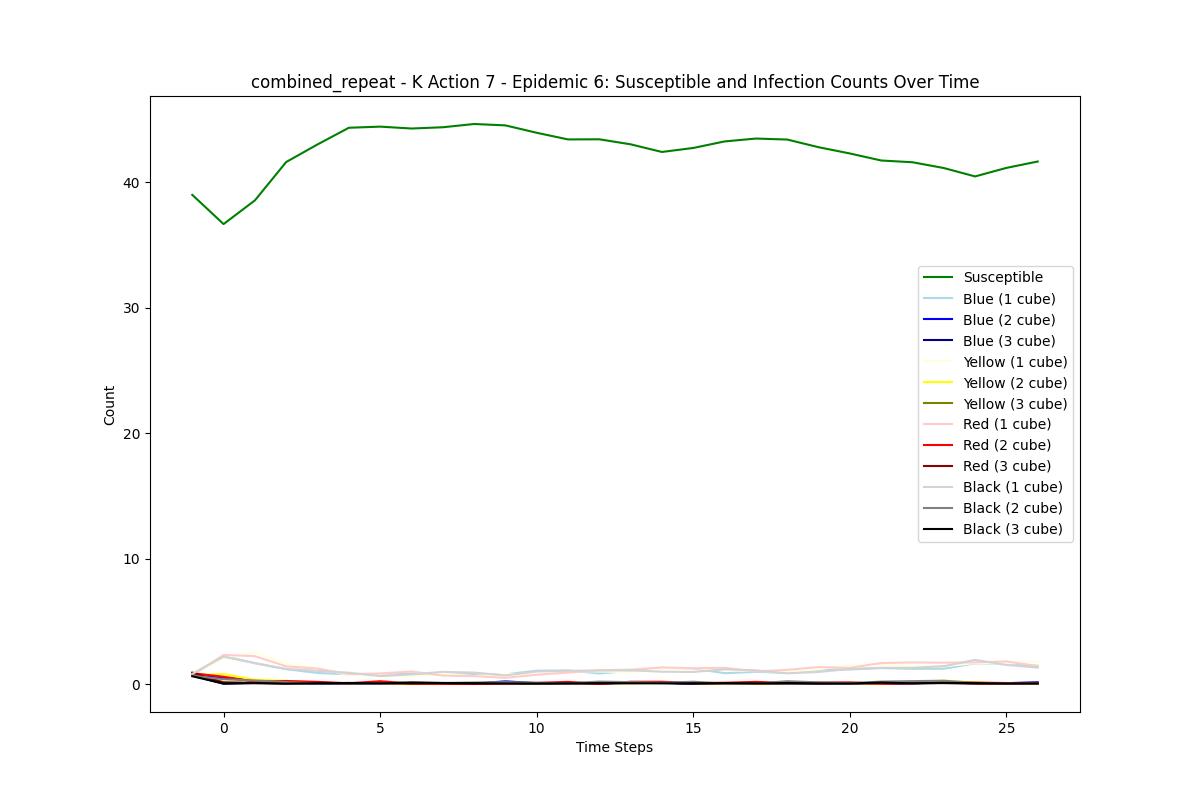 combined_repeat - K Action 7 - Epidemic 6: Susceptible and Infection Counts Over Time
Count
40
30
20
10
0
Susceptible
Blue (1 cube)
Blue (2 cube)
Blue (3 cube)
Yellow (1 cube)
Yellow (2 cube)
Yellow (3 cube)
Red (1 cube)
Red (2 cube)
Red (3 cube)
Black (1 cube)
Black (2 cube)
Black (3 cube)
0 5 10 15 20 25
Time Steps